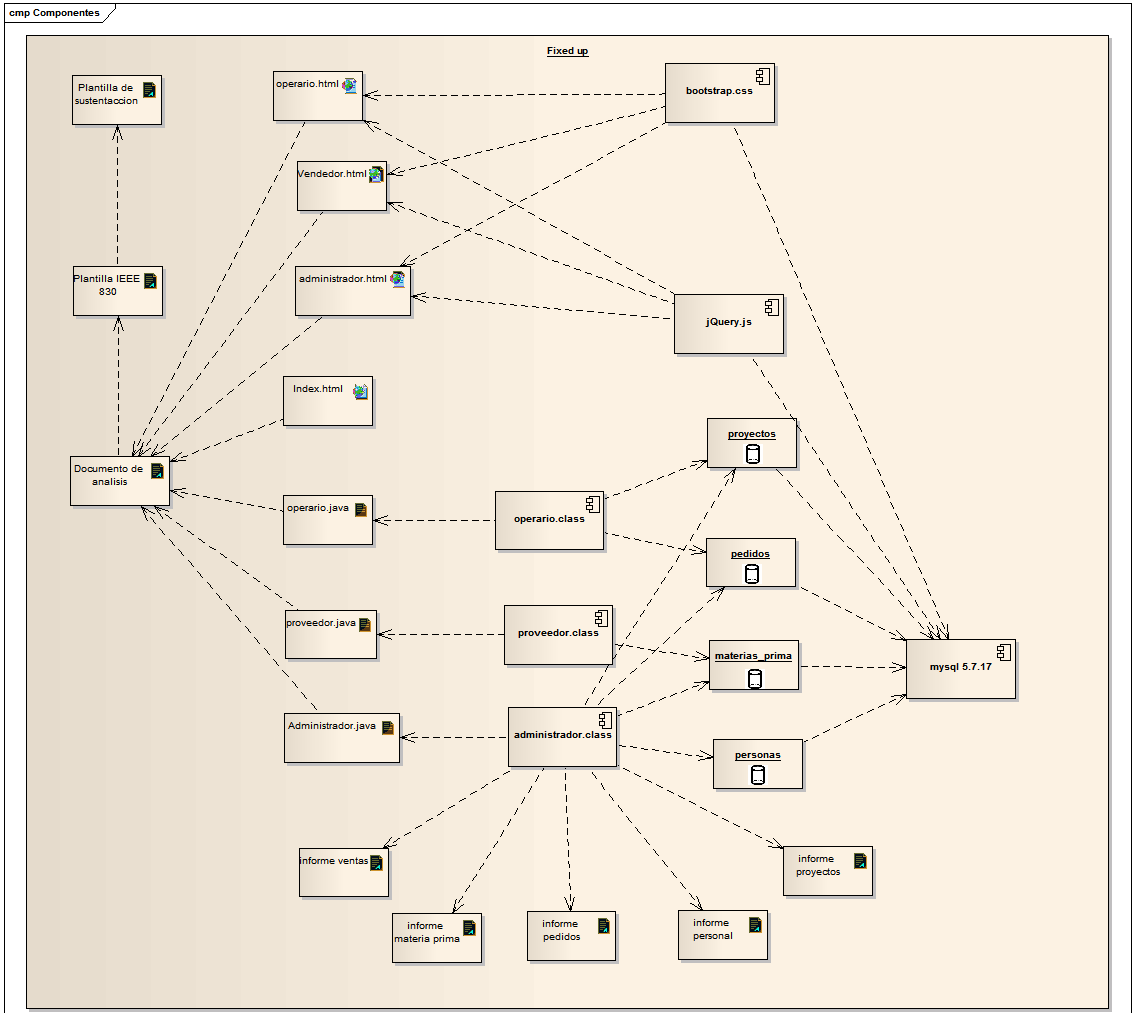 cmp Componentes
Fixed up
Plantilla de
sustentaccion
operario.html
bootstrap.css
Vendedor.html
Plantilla IEEE
830
administrador.html
jQuery.js
Index.html
proyectos
Documento de
analisis
operario.java
operario.class
pedidos
proveedor.java
proveedor.class
materias_prima
mysql 5.7.17
Administrador.java
administrador.class
personas
informe ventas
informe
proyectos
informe
materia prima
informe
pedidos
informe
personal